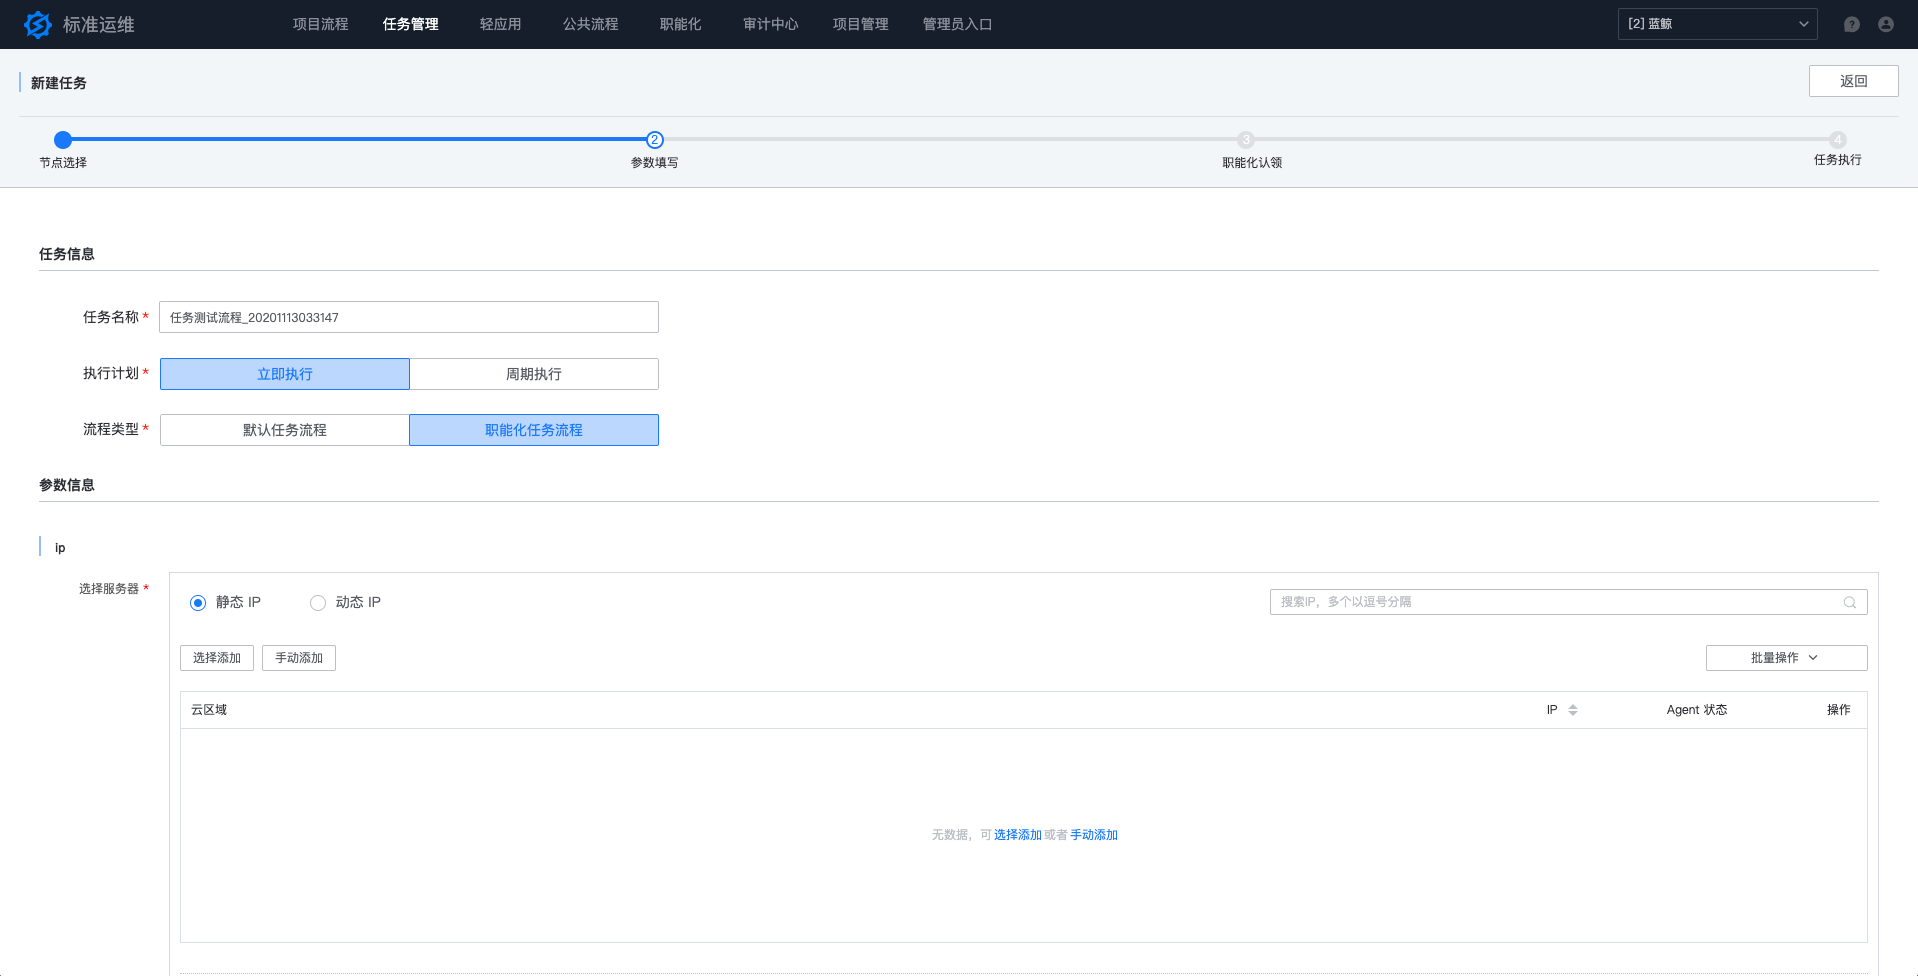 标准运维 项目流程 任务管理 轻应用 公共流程 职能化 审计中心 项目管理 管理员入口 [2] 蓝鲸 ?
新建任务 返回
2 3 4
节点选择 参数填写 职能化认领 任务执行
任务信息
任务名称 * 任务测试流程_20201113033147
执行计划 * 立即执行 周期执行
流程类型 * 默认任务流程 职能化任务流程
参数信息
ip
选择服务器 *
静态 IP 动态 IP 搜索IP，多个以逗号分隔
选择添加 手动添加 批量操作
云区域 IP Agent 状态 操作
无数据，可 选择添加 或者 手动添加